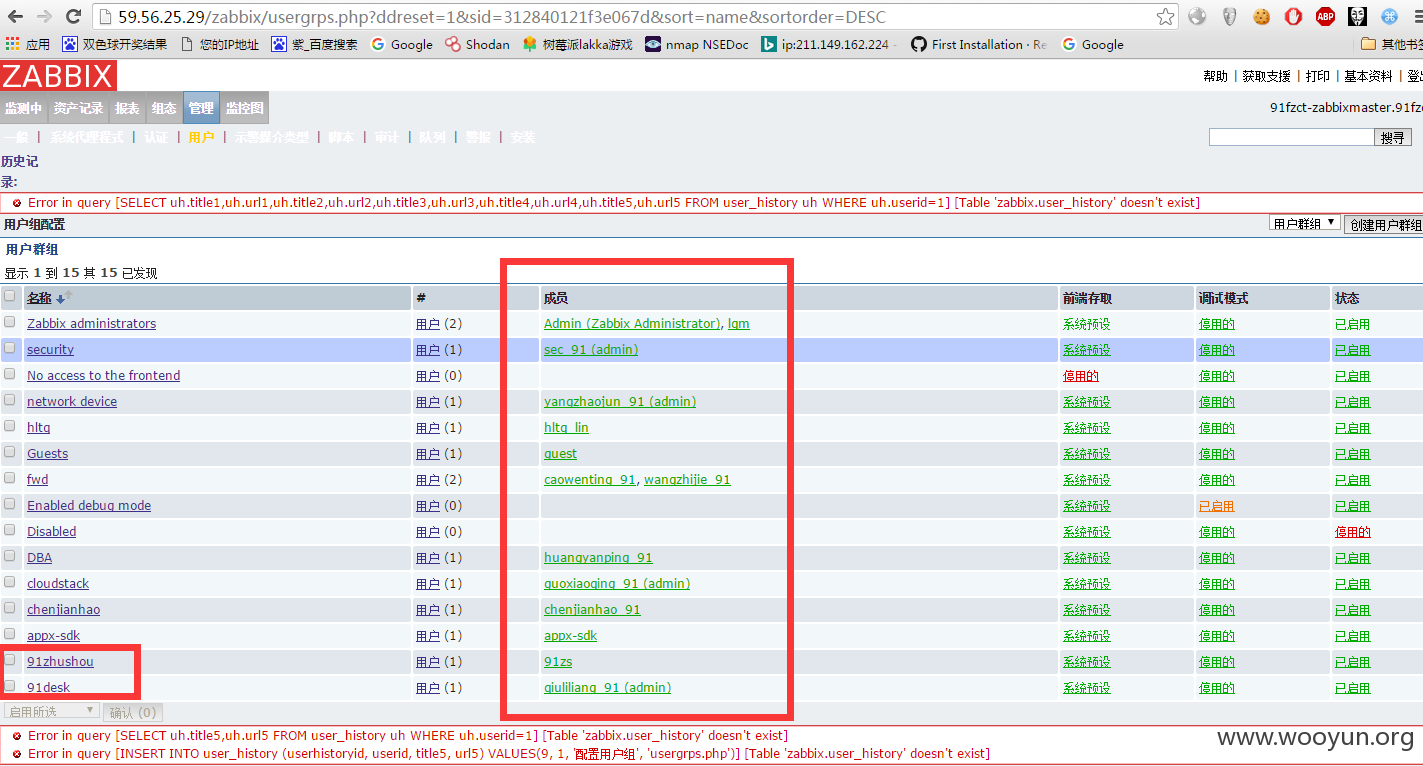 59.56.25.29/zabbix/usergrps.php?ddreset=1&sid=312840121f3e067d&sort=name&sortorder=DESC
应用 双色球开奖结果 您的IP地址 紫_百度搜索 Google Shodan 树莓派lakka游戏 nmap NSEDoc ip:211.149.162.224 First Installation · Re Google 其他书签
ZABBIX
帮助 | 获取支援 | 打印 | 基本资料 | 登出
监测中 资产记录 报表 组态 管理 监控图
91fzct-zabbixmaster.91fzc
一般 | 系统代理程式 | 认证 | 用户 | 示警媒介类型 | 脚本 | 审计 | 队列 | 警报 | 安装
搜寻
历史记
录:
Error in query [SELECT uh.title1,uh.url1,uh.title2,uh.url2,uh.title3,uh.url3,uh.title4,uh.url4,uh.title5,uh.url5 FROM user_history uh WHERE uh.userid=1] [Table 'zabbix.user_history' doesn't exist]
用户组配置 用户群组 创建用户群组
用户群组
显示 1 到 15 其 15 已发现
名称 # 成员 前端存取 调试模式 状态
Zabbix administrators 用户 (2) Admin (Zabbix Administrator), lqm 系统预设 停用的 已启用
security 用户 (1) sec_91 (admin) 系统预设 停用的 已启用
No access to the frontend 用户 (0) 停用的 停用的 已启用
network device 用户 (1) yangzhaojun_91 (admin) 系统预设 停用的 已启用
hltq 用户 (1) hltq_lin 系统预设 停用的 已启用
Guests 用户 (1) guest 系统预设 停用的 已启用
fwd 用户 (2) caowenting_91, wangzhijie_91 系统预设 停用的 已启用
Enabled debug mode 用户 (0) 系统预设 已启用 已启用
Disabled 用户 (0) 系统预设 停用的 停用的
DBA 用户 (1) huangyanping_91 系统预设 停用的 已启用
cloudstack 用户 (1) guoxiaoqing_91 (admin) 系统预设 停用的 已启用
chenjianhao 用户 (1) chenjianhao_91 系统预设 停用的 已启用
appx-sdk 用户 (1) appx-sdk 系统预设 停用的 已启用
91zhushou 用户 (1) 91zs 系统预设 停用的 已启用
91desk 用户 (1) qiuliliang_91 (admin) 系统预设 停用的 已启用
启用所选 确认 (0)
Error in query [SELECT uh.title5,uh.url5 FROM user_history uh WHERE uh.userid=1] [Table 'zabbix.user_history' doesn't exist]
Error in query [INSERT INTO user_history (userhistoryid, userid, title5, url5) VALUES(9, 1, '配置用户组', 'usergrps.php')] [Table 'zabbix.user_history' doesn't exist]
www.wooyun.org